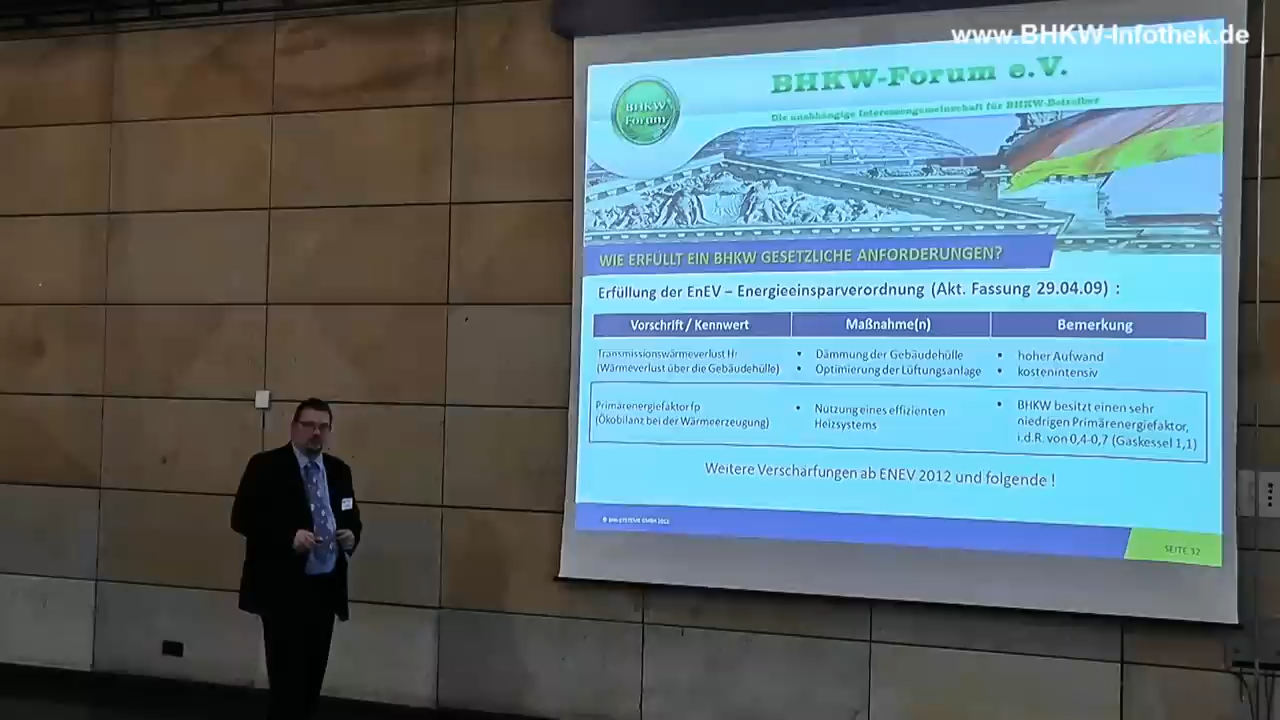 www.BHKW-Infothek.de
BHKW-Forum e.V.
Die unabhängige Interessengemeinschaft für BHKW-Betreiber
BHKW
Forum
WIE ERFÜLLT EIN BHKW GESETZLICHE ANFORDERUNGEN?
Erfüllung der EnEV – Energieeinsparverordnung (Akt. Fassung 29.04.09) :
Vorschrift / Kennwert Maßnahme(n) Bemerkung
Transmissionswärmeverlust Ht • Dämmung der Gebäudehülle • hoher Aufwand
(Wärmeverlust über die Gebäudehülle) • Optimierung der Lüftungsanlage • kostenintensiv
Primärenergiefaktor fp • Nutzung eines effizienten • BHKW besitzt einen sehr
(Ökobilanz bei der Wärmeerzeugung) Heizsystems niedrigen Primärenergiefaktor,
i.d.R. von 0,4-0,7 (Gaskessel 1,1)
Weitere Verschärfungen ab ENEV 2012 und folgende !
SEITE 32